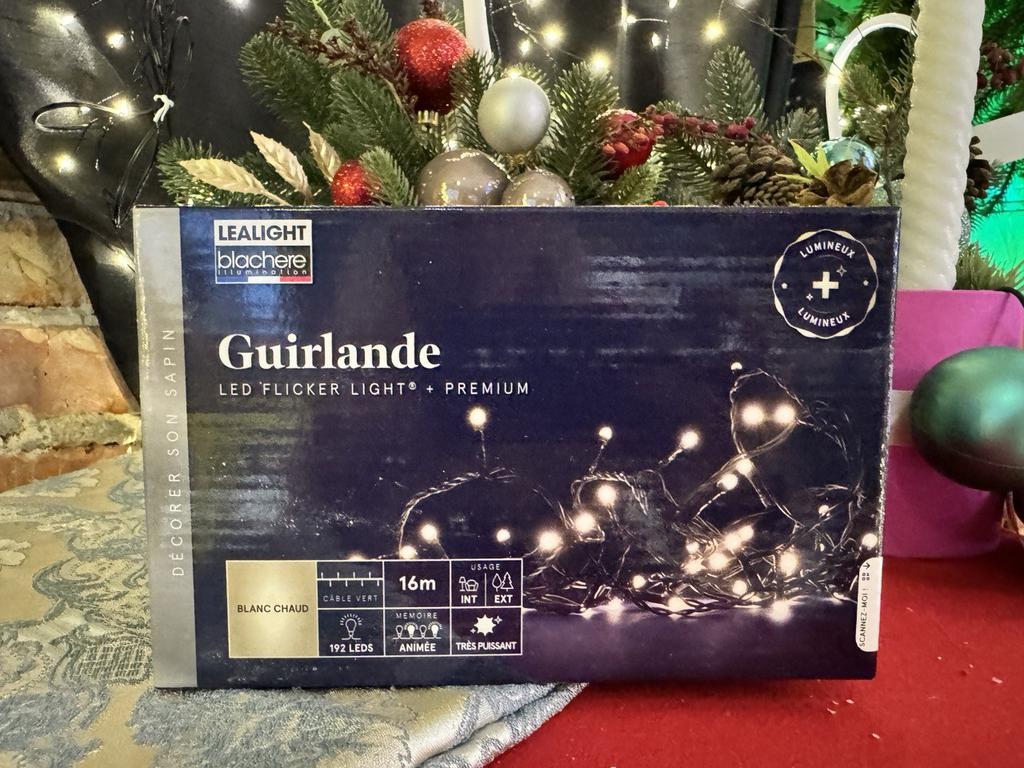 LEALIGHT
blachere
illumination
LUMINEUX
+
LUMINEUX
Guirlande
LED FLICKER LIGHT® + PREMIUM
DÉCORER SON SAPIN
BLANC CHAUD
CÂBLE VERT
16m
USAGE
INT
EXT
192 LEDS
MÉMOIRE
ANIMÉE
TRÈS PUISSANT
SCANNEZ-MOI !